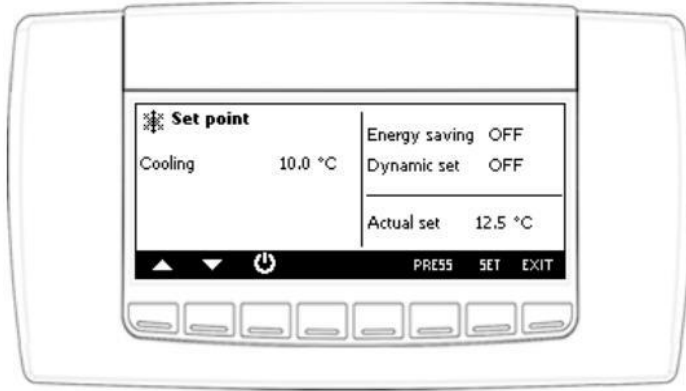 Set point
Cooling 10.0 °C
Energy saving OFF
Dynamic set OFF
Actual set 12.5 °C
PRESS SET EXIT